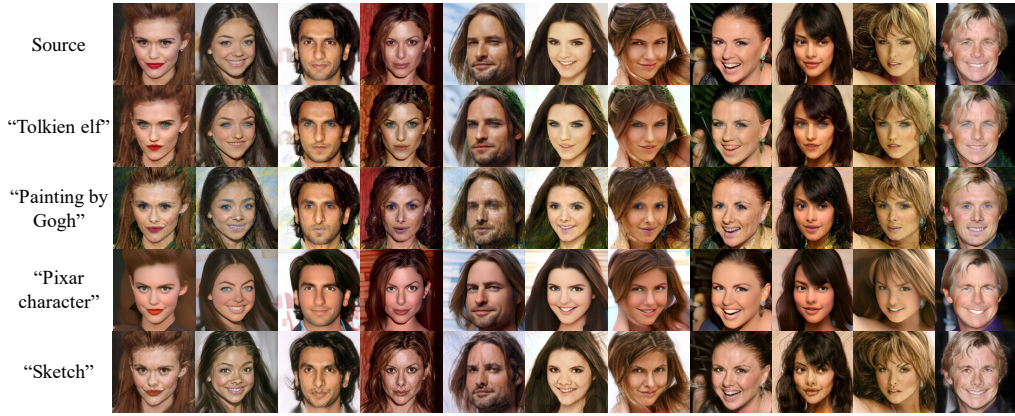 Source
“Tolkien elf”
“Painting by
Gogh”
“Pixar
character”
“Sketch”